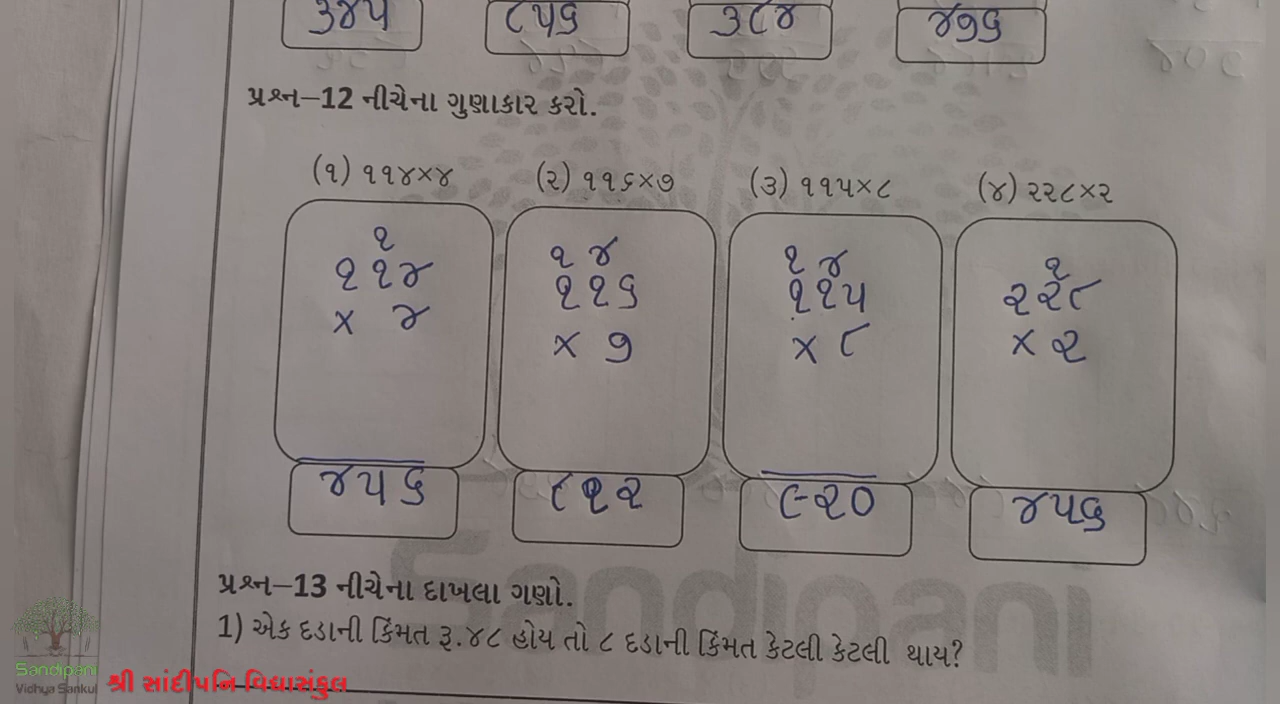 ૩૪૫ ૮૫૬ ૩૮૪ ૪૭૬
પ્રશ્ન–12 નીચેના ગુણાકાર કરો.
(૧) ૧૧૪×૪ (૨) ૧૧૬×૭ (૩) ૧૧૫×૮ (૪) ૨૨૮×૨
૧ ૧ ૪ ૧ ૪ ૧
૧૧૪ ૧૧૬ ૧૧૫ ૨૨૮
× ૪ × ૭ × ૮ × ૨
૪૫૬ ૮૧૨ ૯૨૦ ૪૫૬
પ્રશ્ન–13 નીચેના દાખલા ગણો.
1) એક દડાની કિંમત રૂ.૪૮ હોય તો ૮ દડાની કિંમત કેટલી કેટલી થાય?
Sandipani
Sandipani
Vidhya Sankul
શ્રી સાંદીપનિ વિદ્યાસંકુલ